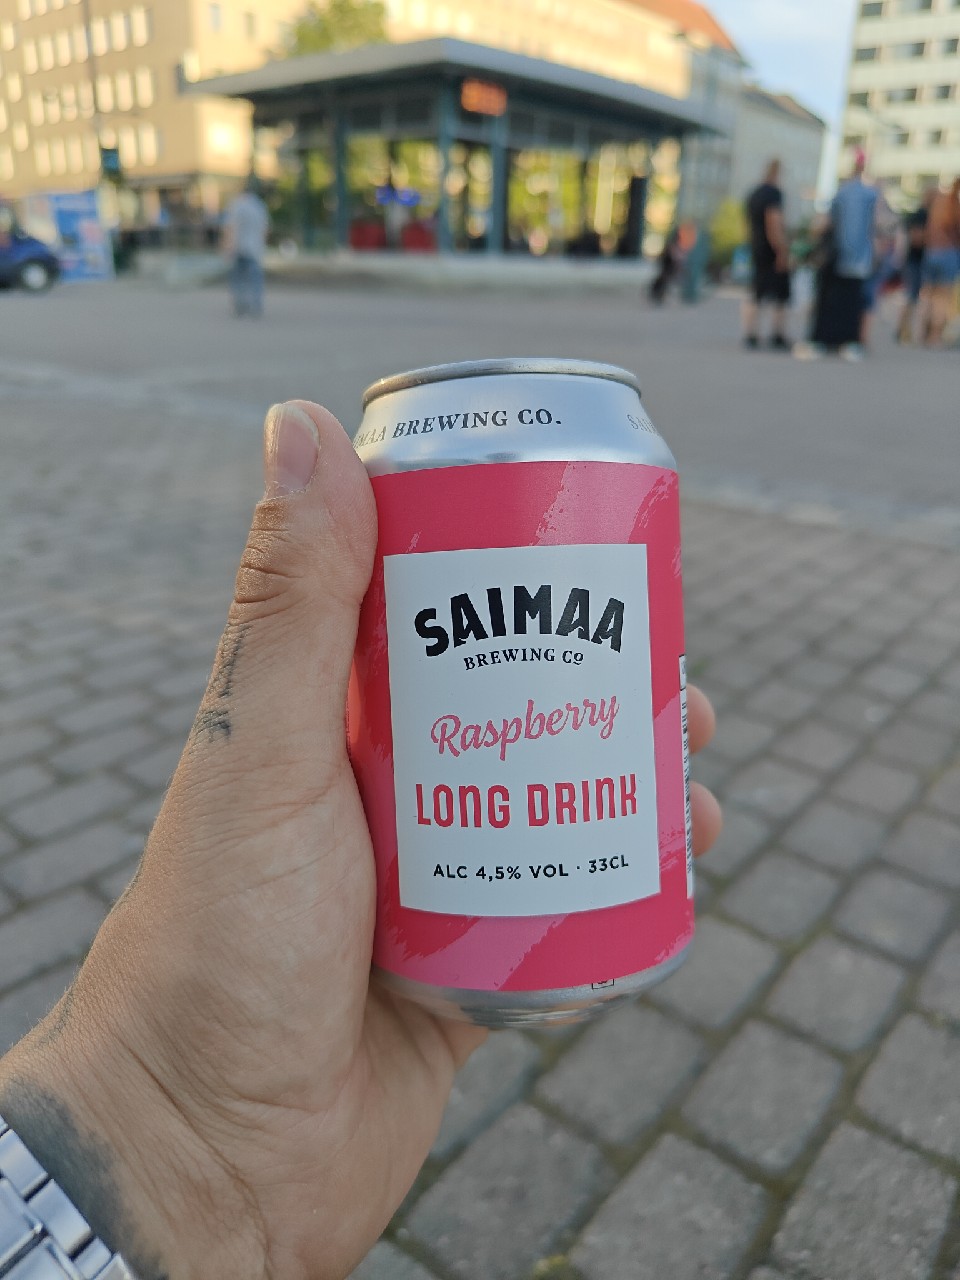 SAIMAA BREWING CO.
SAIMAA
BREWING Co
Raspberry
LONG DRINK
ALC 4,5% VOL · 33CL